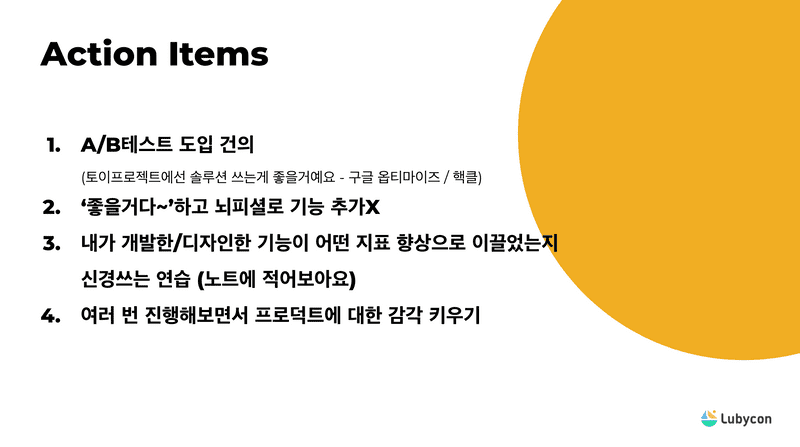 Action Items
1. A/B테스트 도입 건의
(토이프로젝트에선 솔루션 쓰는게 좋을거예요 - 구글 옵티마이즈 / 핵클)
2. ‘좋을거다~’하고 뇌피셜로 기능 추가X
3. 내가 개발한/디자인한 기능이 어떤 지표 향상으로 이끌었는지
신경쓰는 연습 (노트에 적어보아요)
4. 여러 번 진행해보면서 프로덕트에 대한 감각 키우기
Lubycon